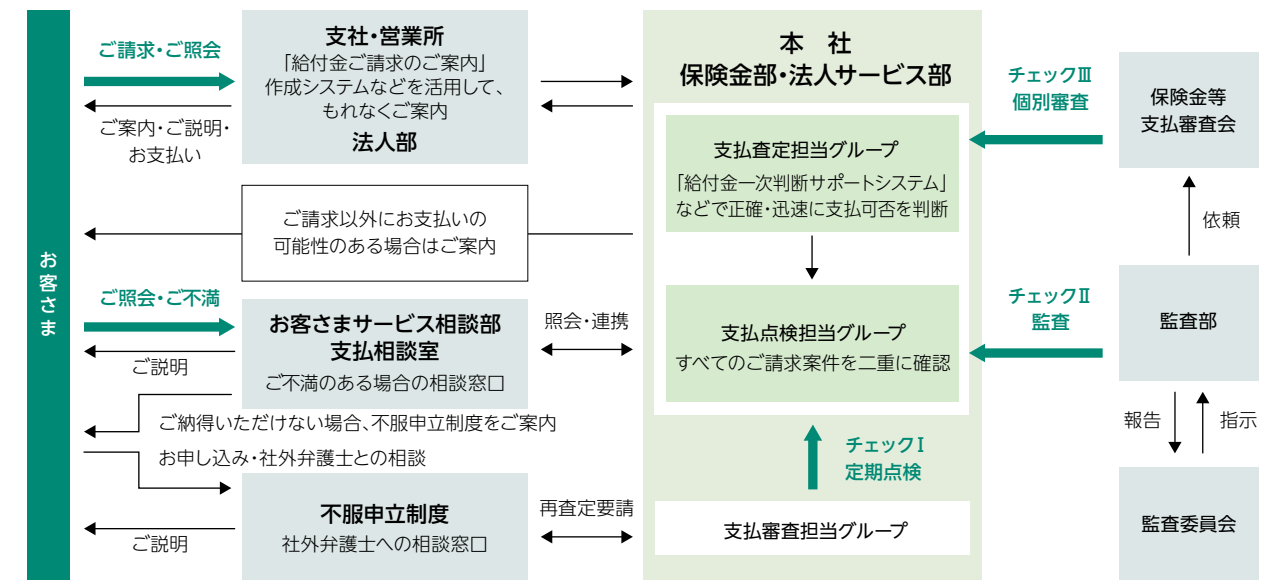 お客さま
ご請求・ご照会
ご案内・ご説明・
お支払い
支社・営業所
「給付金ご請求のご案内」
作成システムなどを活用して、
もれなくご案内
法人部
ご請求以外にお支払いの
可能性のある場合はご案内
ご照会・ご不満
ご説明
お客さまサービス相談部
支払相談室
ご不満のある場合の相談窓口
照会・連携
ご納得いただけない場合、不服申立制度をご案内
お申し込み・社外弁護士との相談
ご説明
不服申立制度
社外弁護士への相談窓口
再査定要請
本　社
保険金部・法人サービス部
支払査定担当グループ
「給付金一次判断サポートシステム」
などで正確・迅速に支払可否を判断
支払点検担当グループ
すべてのご請求案件を二重に確認
チェックⅠ
定期点検
支払審査担当グループ
チェックⅢ
個別審査
保険金等
支払審査会
依頼
チェックⅡ
監査
監査部
報告
指示
監査委員会